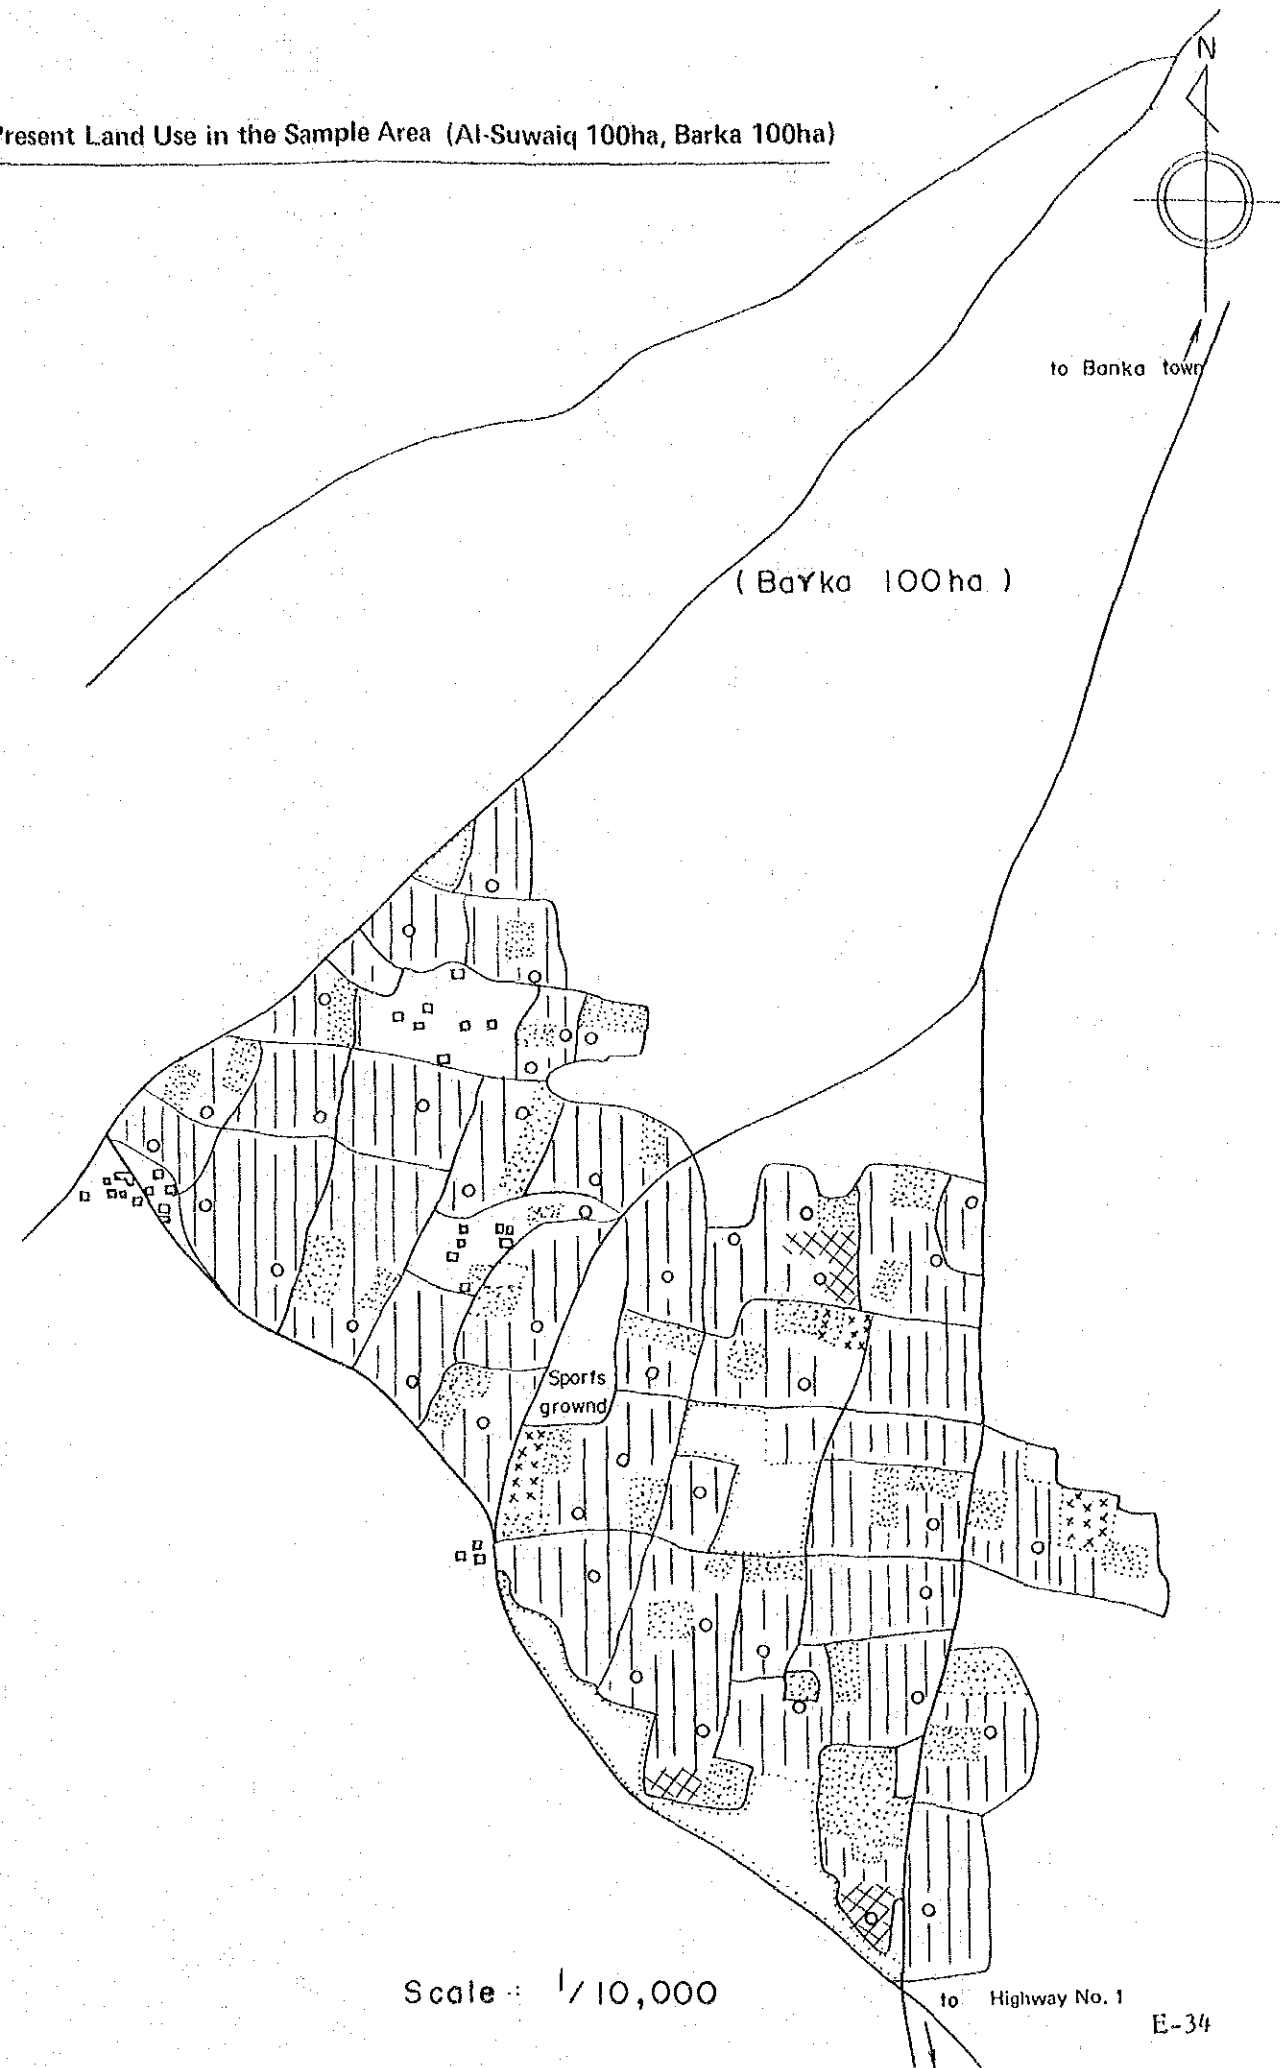 Present Land Use in the Sample Area (Al-Suwaiq 100ha, Barka 100ha)
N
to Banka town
(Barka 100ha)
Sports
grownd
Scale : 1/10,000
to Highway No. 1
E-34